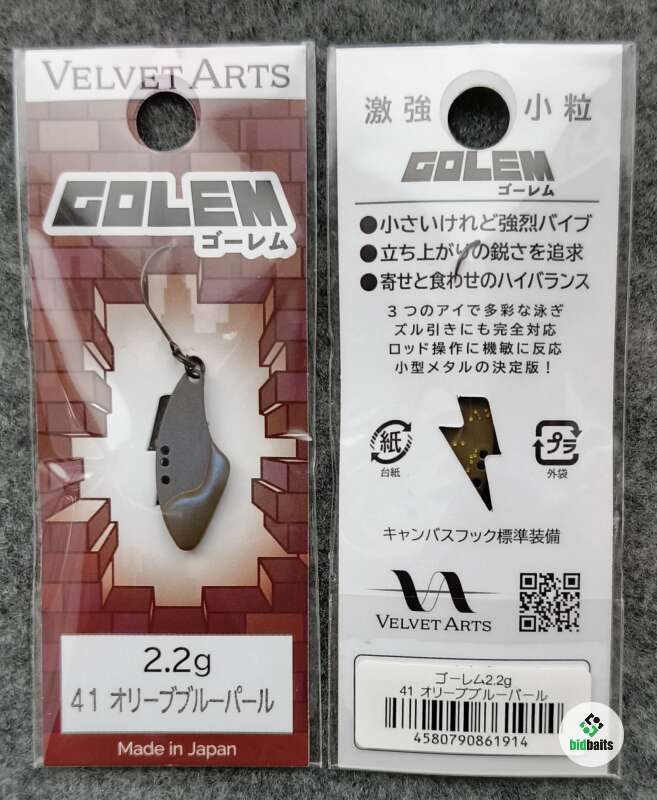 VELVET ARTS
GOLEM
ゴーレム
2.2g
41 オリーブブルーパール
Made in Japan
激強 小粒
GOLEM
ゴーレム
●小さいけれど強烈バイブ
●立ち上がりの鋭さを追求
●寄せと食わせのハイバランス
3つのアイで多彩な泳ぎ
ズル引きにも完全対応
ロッド操作に機敏に反応
小型メタルの決定版!
紙
台紙
プラ
外袋
キャンバスフック標準装備
VELVET ARTS
ゴーレム2.2g
41 オリーブブルーパール
4580790861914
bidbaits